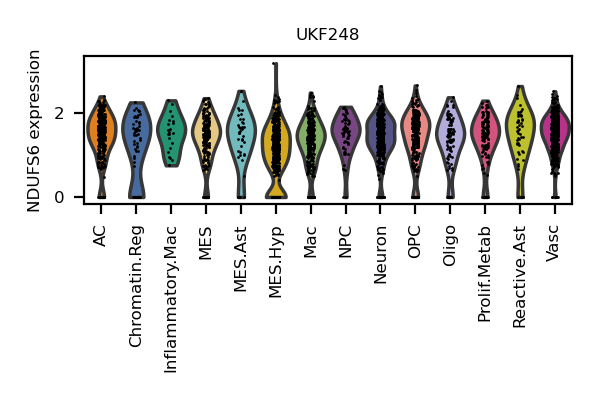 UKF248
NDUFS6 expression
2
0
AC
Chromatin.Reg
Inflammatory.Mac
MES
MES.Ast
MES.Hyp
Mac
NPC
Neuron
OPC
Oligo
Prolif.Metab
Reactive.Ast
Vasc